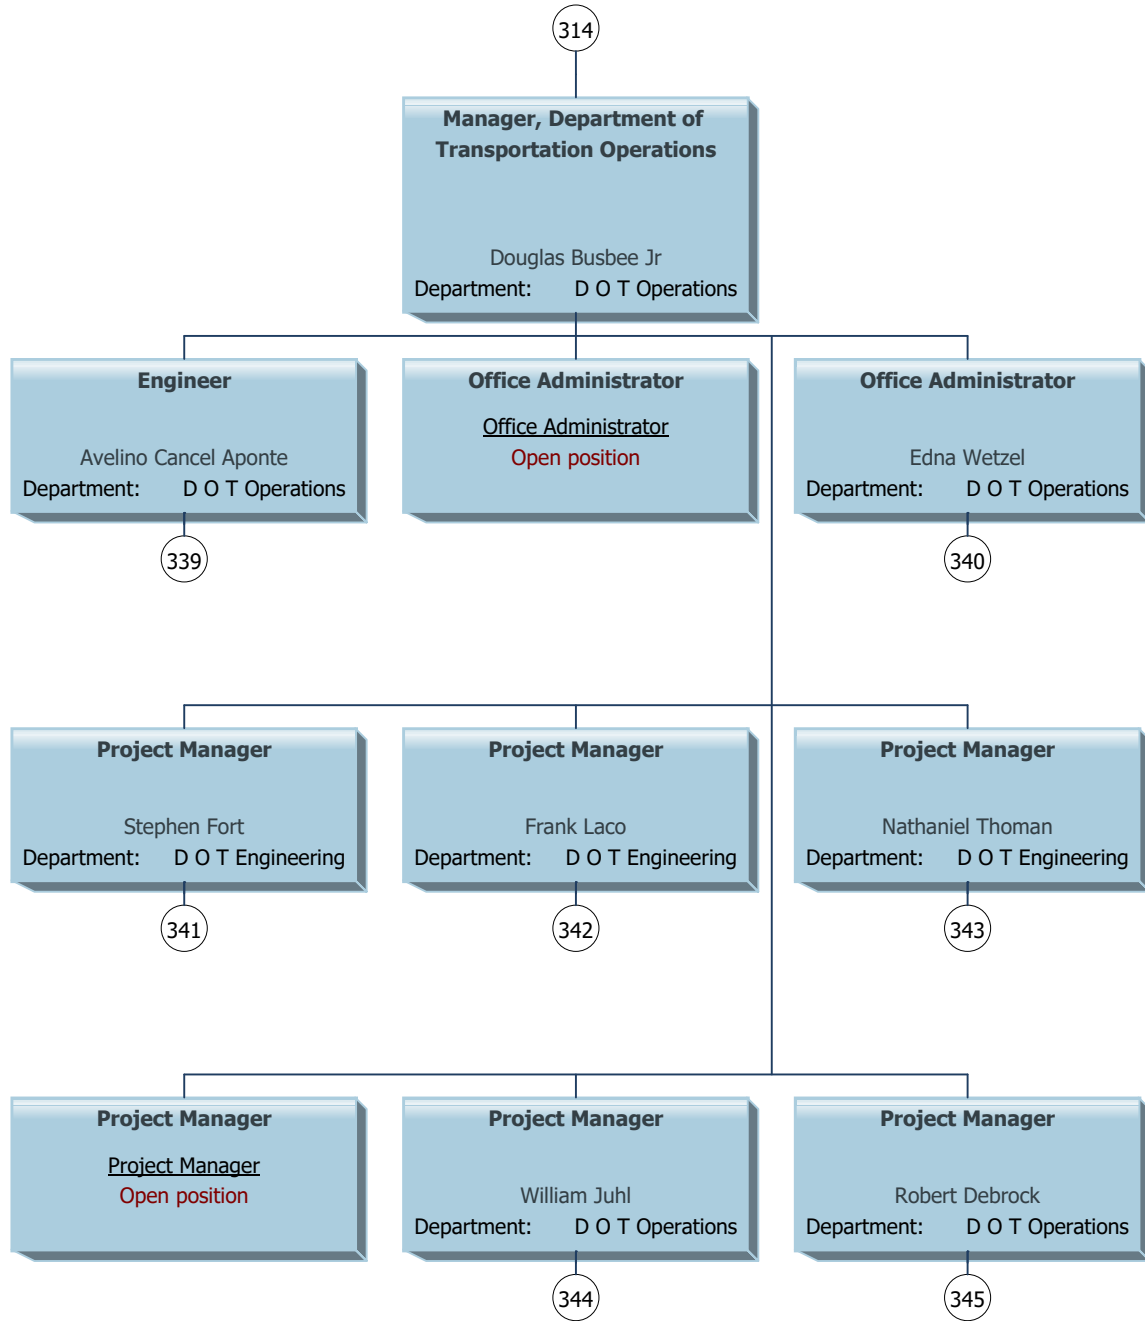 314
Manager, Department of
Transportation Operations
Douglas Busbee Jr
Department: D O T Operations
Engineer
Avelino Cancel Aponte
Department: D O T Operations
339
Office Administrator
Office Administrator
Open position
Office Administrator
Edna Wetzel
Department: D O T Operations
340
Project Manager
Stephen Fort
Department: D O T Engineering
341
Project Manager
Frank Laco
Department: D O T Engineering
342
Project Manager
Nathaniel Thoman
Department: D O T Engineering
343
Project Manager
Project Manager
Open position
Project Manager
William Juhl
Department: D O T Operations
344
Project Manager
Robert Debrock
Department: D O T Operations
345